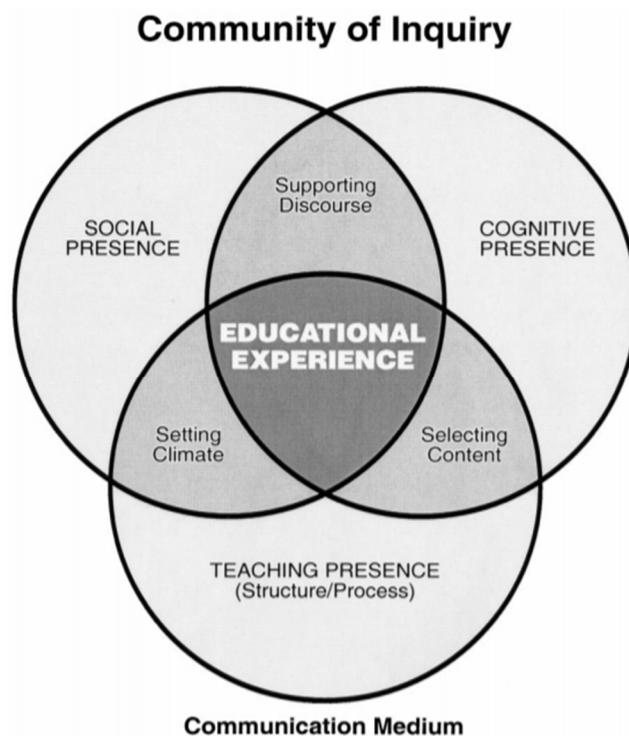 Community of Inquiry
Supporting
Discourse
SOCIAL
PRESENCE
COGNITIVE
PRESENCE
EDUCATIONAL
EXPERIENCE
Setting
Climate
Selecting
Content
TEACHING PRESENCE
(Structure/Process)
Communication Medium